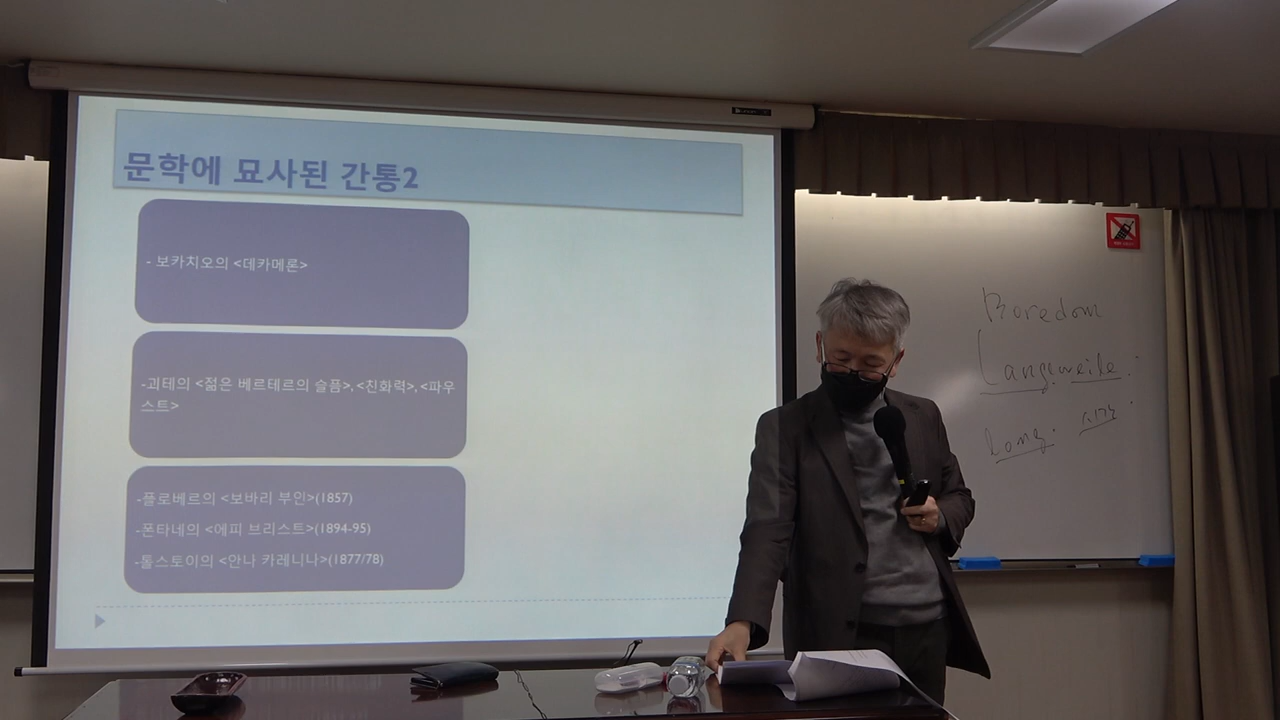 문학에 묘사된 간통2
- 보카치오의 <데카메론>
-괴테의 <젊은 베르테르의 슬픔>, <친화력>, <파우
스트>
-플로베르의 <보바리 부인>(1857)
-폰타네의 <에피 브리스트>(1894-95)
-톨스토이의 <안나 카레니나>(1877/78)
Boredom
Langeweile :
long. 시간